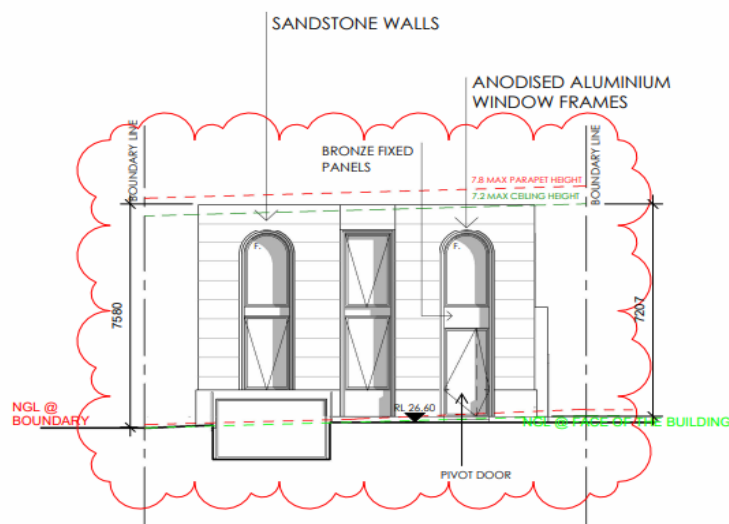 SANDSTONE WALLS
ANODISED ALUMINIUM
WINDOW FRAMES
BOUNDARY LINE
BRONZE FIXED
PANELS
7.8 MAX PARAPET HEIGHT
7.2 MAX CEILING HEIGHT
BOUNDARY LINE
F.
F.
7580
7207
NGL @
BOUNDARY
RL 26.60
NGL @ FACE OF THE BUILDING
PIVOT DOOR